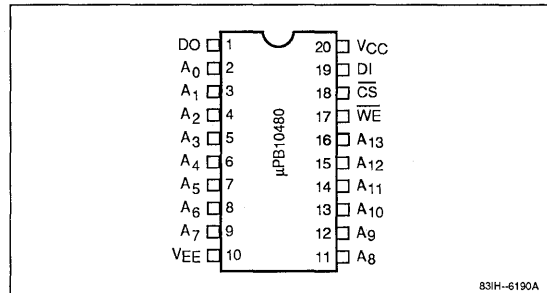 DO 1 20 VCC
A0 2 19 DI
A1 3 18 C̅S̅
A2 4 17 W̅E̅
A3 5 16 A13
A4 6 15 A12
A5 7 14 A11
A6 8 13 A10
A7 9 12 A9
VEE 10 11 A8
µPB10480
83IH--6190A